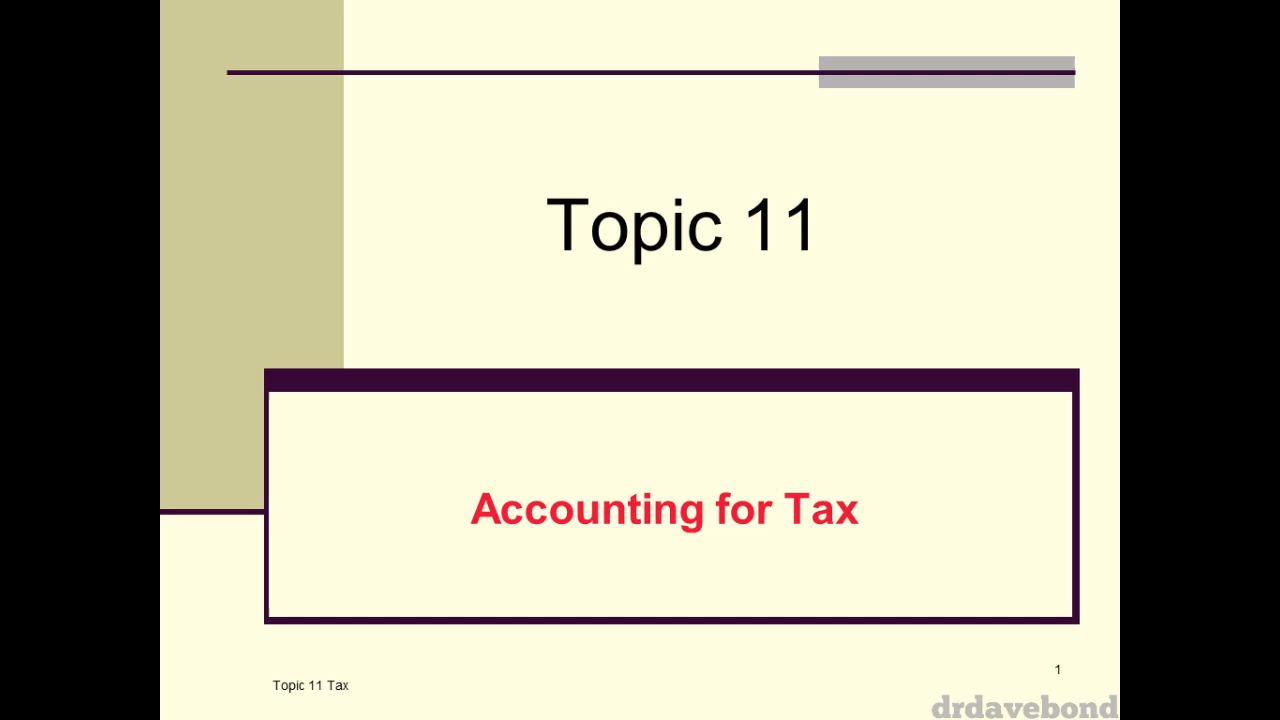 Topic 11
Accounting for Tax
Topic 11 Tax
1
drdavebond